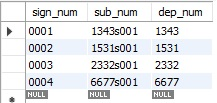 sign_num sub_num dep_num
0001 1343s001 1343
0002 1531s001 1531
0003 2332s001 2332
0004 6677s001 6677
NULL NULL NULL